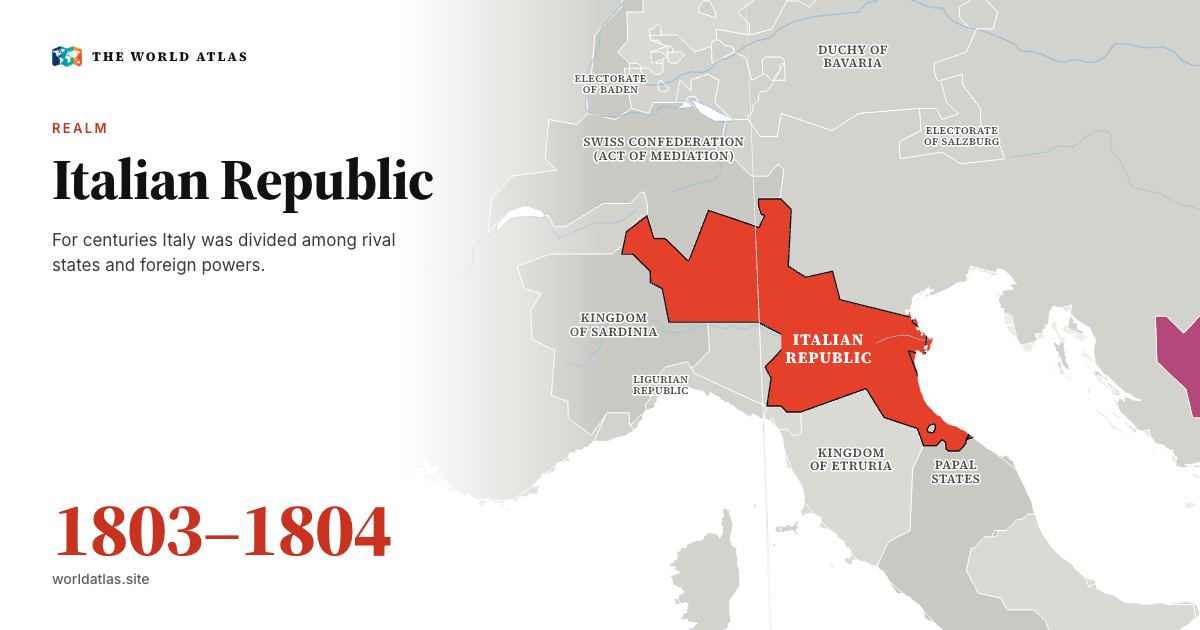 THE WORLD ATLAS
REALM
Italian Republic
For centuries Italy was divided among rival
states and foreign powers.
1803–1804
worldatlas.site
DUCHY OF
BAVARIA
ELECTORATE
OF BADEN
SWISS CONFEDERATION
(ACT OF MEDIATION)
ELECTORATE
OF SALZBURG
KINGDOM
OF SARDINIA
ITALIAN
REPUBLIC
LIGURIAN
REPUBLIC
KINGDOM
OF ETRURIA
PAPAL
STATES